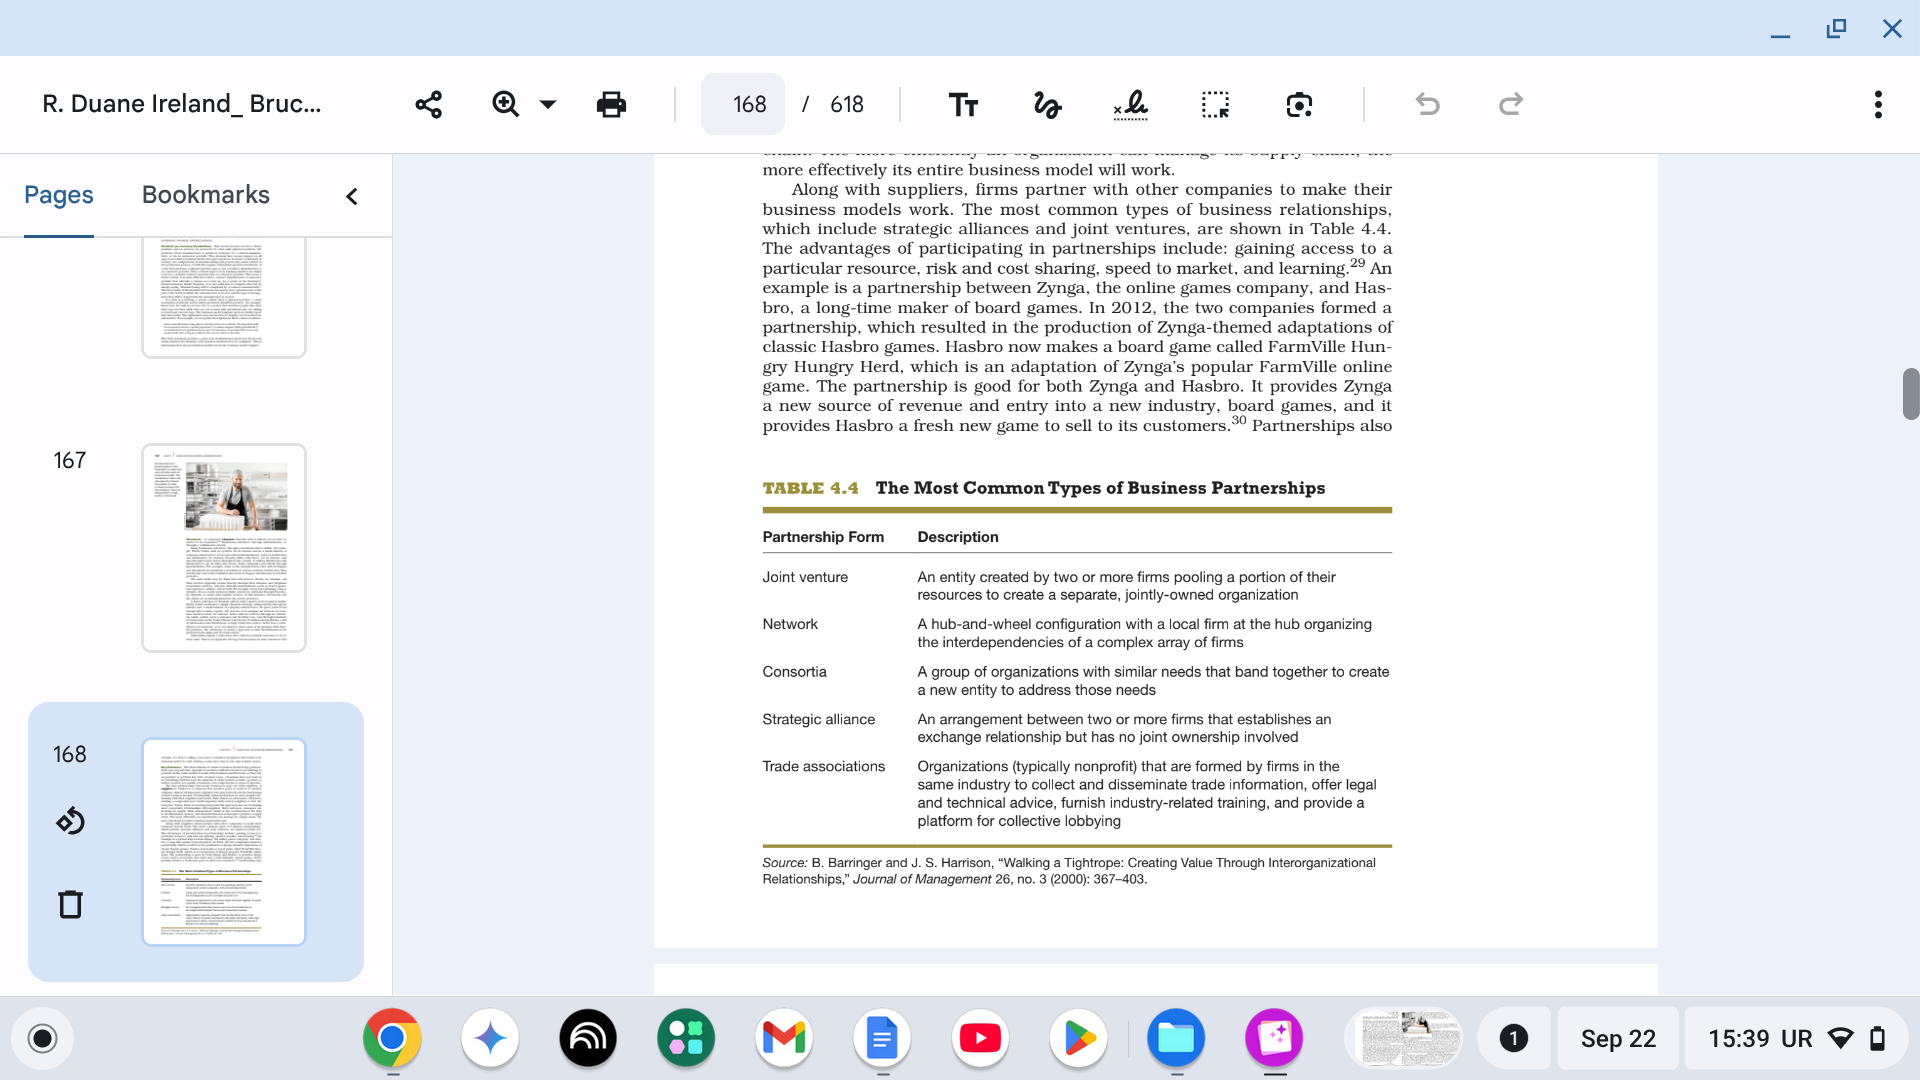 R. Duane Ireland_ Bruc...
168 / 618
Pages
Bookmarks
167
168
more effectively its entire business model will work.
Along with suppliers, firms partner with other companies to make their
business models work. The most common types of business relationships,
which include strategic alliances and joint ventures, are shown in Table 4.4.
The advantages of participating in partnerships include: gaining access to a
particular resource, risk and cost sharing, speed to market, and learning.29 An
example is a partnership between Zynga, the online games company, and Has-
bro, a long-time maker of board games. In 2012, the two companies formed a
partnership, which resulted in the production of Zynga-themed adaptations of
classic Hasbro games. Hasbro now makes a board game called FarmVille Hun-
gry Hungry Herd, which is an adaptation of Zynga's popular FarmVille online
game. The partnership is good for both Zynga and Hasbro. It provides Zynga
a new source of revenue and entry into a new industry, board games, and it
provides Hasbro a fresh new game to sell to its customers.30 Partnerships also
TABLE 4.4 The Most Common Types of Business Partnerships
Partnership Form Description
Joint venture An entity created by two or more firms pooling a portion of their
resources to create a separate, jointly-owned organization
Network A hub-and-wheel configuration with a local firm at the hub organizing
the interdependencies of a complex array of firms
Consortia A group of organizations with similar needs that band together to create
a new entity to address those needs
Strategic alliance An arrangement between two or more firms that establishes an
exchange relationship but has no joint ownership involved
Trade associations Organizations (typically nonprofit) that are formed by firms in the
same industry to collect and disseminate trade information, offer legal
and technical advice, furnish industry-related training, and provide a
platform for collective lobbying
Source: B. Barringer and J. S. Harrison, “Walking a Tightrope: Creating Value Through Interorganizational
Relationships,” Journal of Management 26, no. 3 (2000): 367–403.
1
Sep 22
15:39 UR